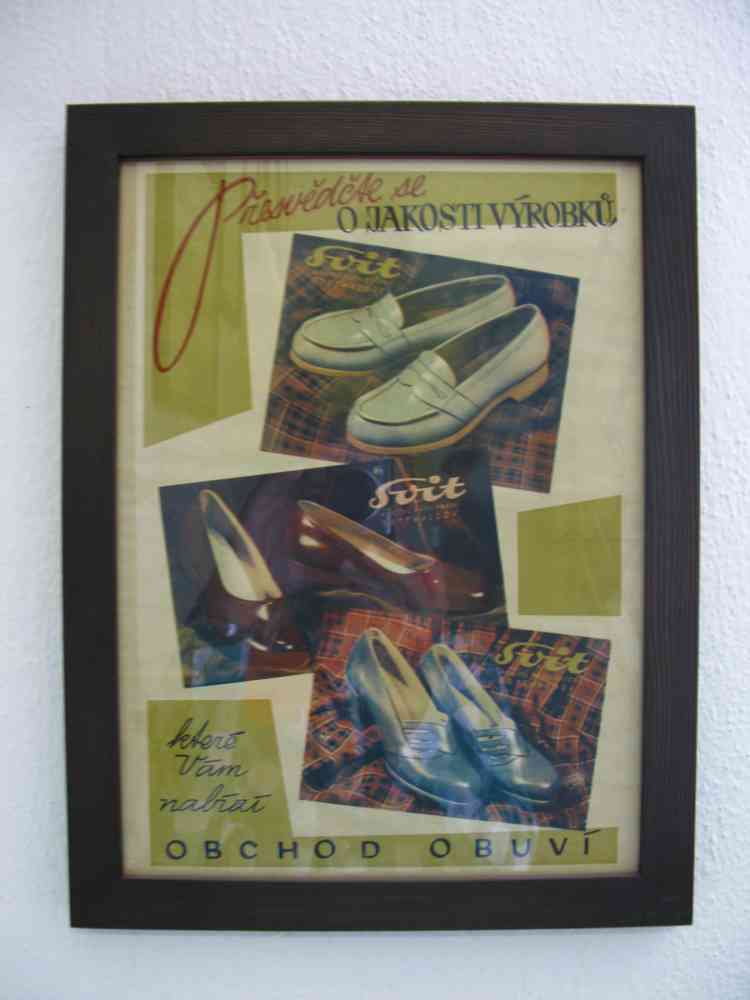 Přesvědčte se
O JAKOSTI VÝROBKŮ
Svit
Svit
Svit
které
Vám
nabízí
OBCHOD OBUVÍ